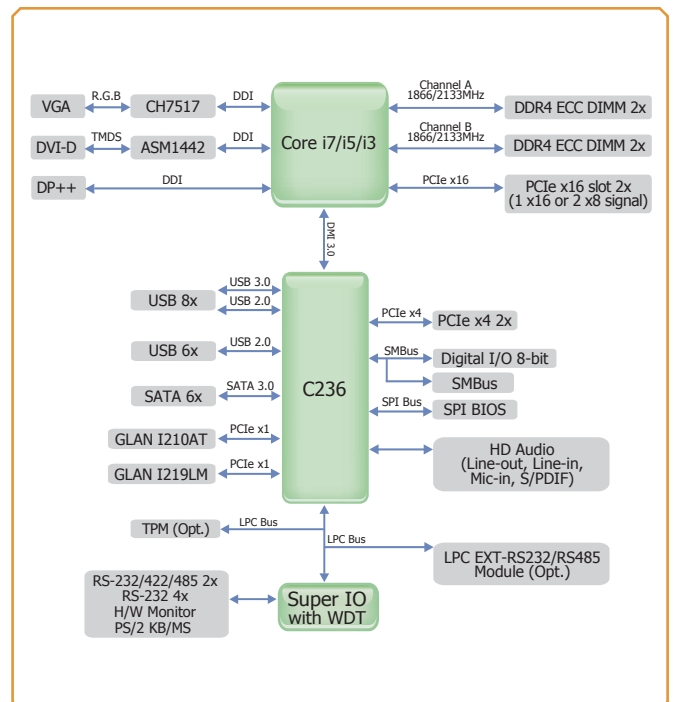 VGA
R.G.B
CH7517
DDI
DVI-D
TMDS
ASM1442
DDI
DP++
DDI
Core i7/i5/i3
Channel A
1866/2133MHz
DDR4 ECC DIMM 2x
Channel B
1866/2133MHz
DDR4 ECC DIMM 2x
PCIe x16
PCIe x16 slot 2x
(1 x16 or 2 x8 signal)
DMI 3.0
USB 8x
USB 3.0
USB 2.0
USB 6x
USB 2.0
SATA 6x
SATA 3.0
GLAN I210AT
PCIe x1
GLAN I219LM
PCIe x1
C236
PCIe x4
PCIe x4 2x
SMBus
Digital I/O 8-bit
SMBus
SPI Bus
SPI BIOS
HD Audio
(Line-out, Line-in,
Mic-in, S/PDIF)
TPM (Opt.)
LPC Bus
LPC Bus
LPC EXT-RS232/RS485
Module (Opt.)
RS-232/422/485 2x
RS-232 4x
H/W Monitor
PS/2 KB/MS
Super IO
with WDT